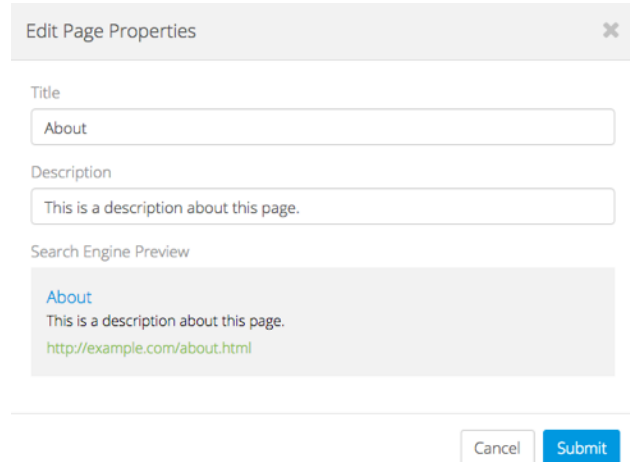 Edit Page Properties
Title
About
Description
This is a description about this page.
Search Engine Preview
About
This is a description about this page.
http://example.com/about.html
Cancel Submit